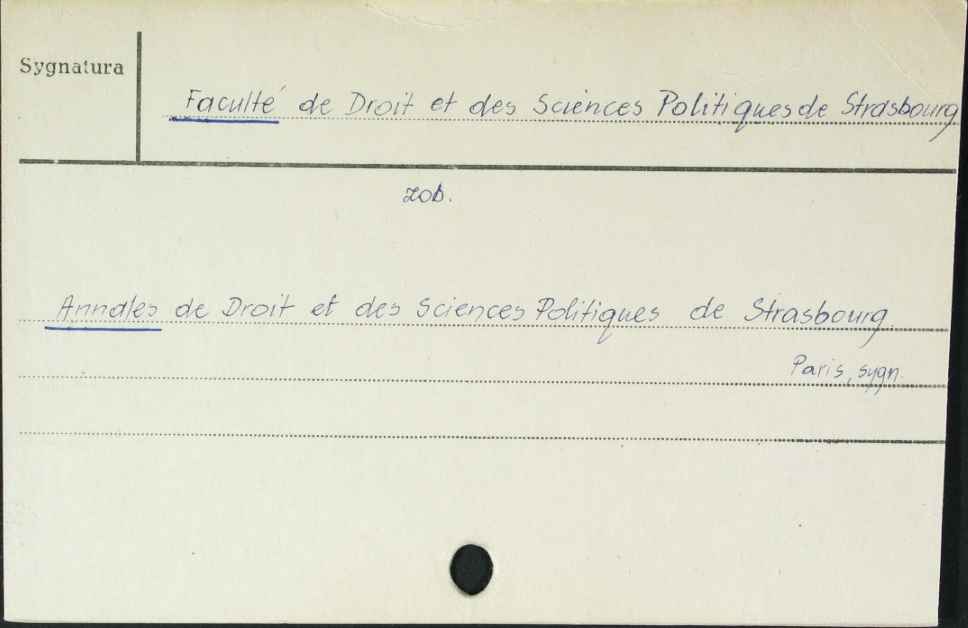 Sygnatura
Faculté de Droit et des Sciences Politiques de Strasbourg
zob.
Annales de Droit et des Sciences Politiques de Strasbourg.
Paris, sygn.